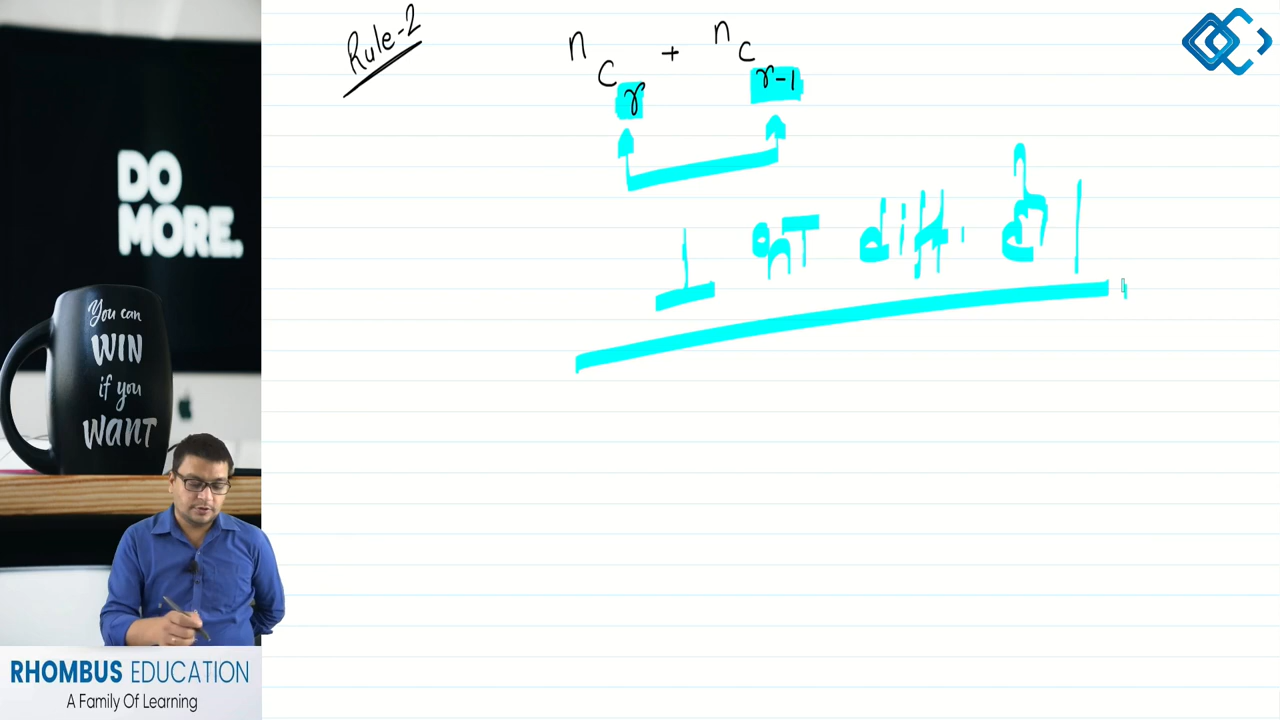 Rule-2
ⁿCᵣ + ⁿCᵣ₋₁
1 का diff. है।
DO
MORE.
You can
WIN
if you
WANT
RHOMBUS EDUCATION
A Family Of Learning